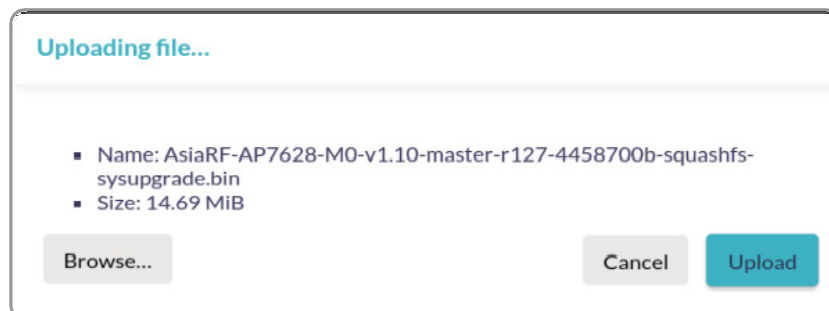 Uploading file...
Name: AsiaRF-AP7628-M0-v1.10-master-r127-4458700b-squashfs-
sysupgrade.bin
Size: 14.69 MiB
Browse... Cancel Upload